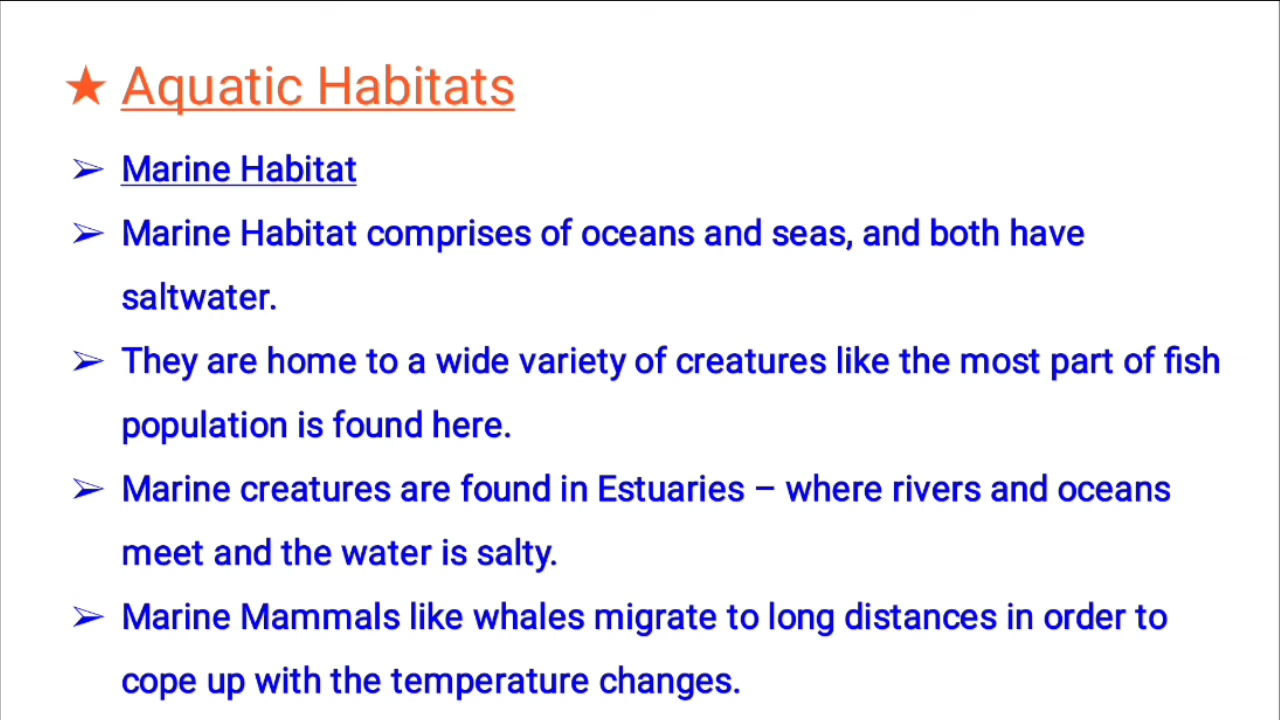 ★ Aquatic Habitats
➢ Marine Habitat
➢ Marine Habitat comprises of oceans and seas, and both have
saltwater.
➢ They are home to a wide variety of creatures like the most part of fish
population is found here.
➢ Marine creatures are found in Estuaries – where rivers and oceans
meet and the water is salty.
➢ Marine Mammals like whales migrate to long distances in order to
cope up with the temperature changes.